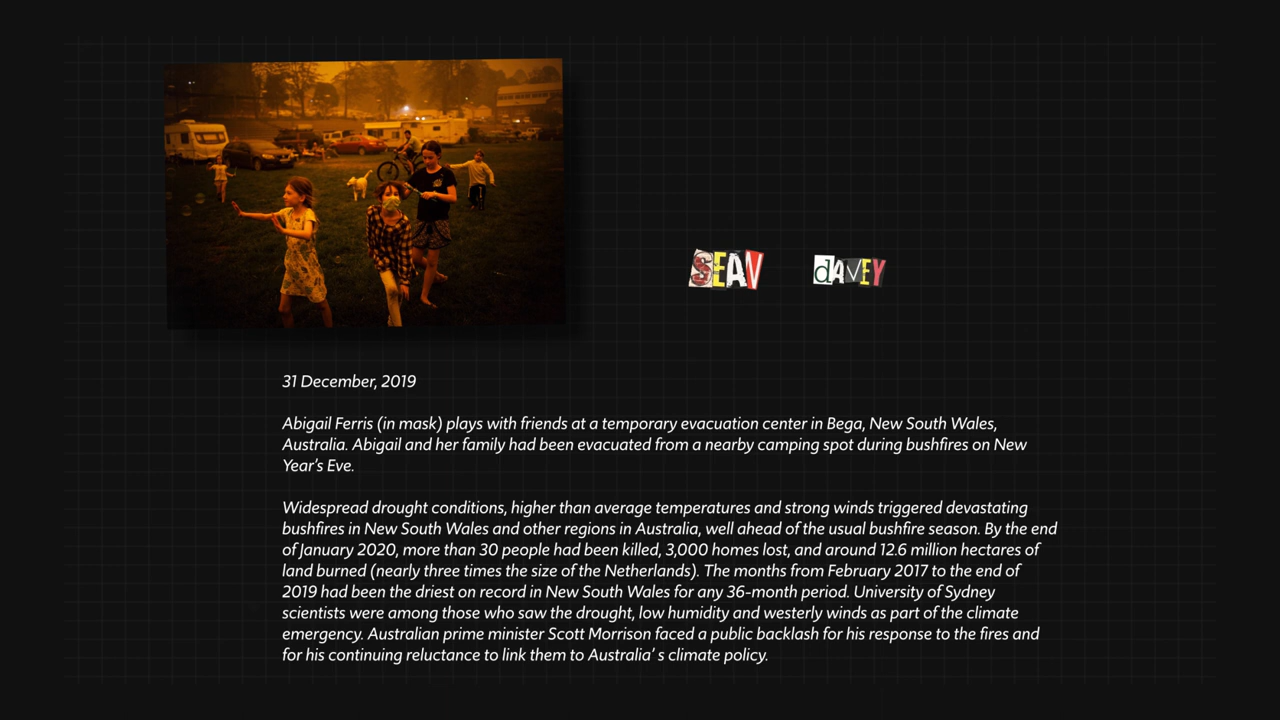 SEAN DAVEY
31 December, 2019
Abigail Ferris (in mask) plays with friends at a temporary evacuation center in Bega, New South Wales,
Australia. Abigail and her family had been evacuated from a nearby camping spot during bushfires on New
Year's Eve.
Widespread drought conditions, higher than average temperatures and strong winds triggered devastating
bushfires in New South Wales and other regions in Australia, well ahead of the usual bushfire season. By the end
of January 2020, more than 30 people had been killed, 3,000 homes lost, and around 12.6 million hectares of
land burned (nearly three times the size of the Netherlands). The months from February 2017 to the end of
2019 had been the driest on record in New South Wales for any 36-month period. University of Sydney
scientists were among those who saw the drought, low humidity and westerly winds as part of the climate
emergency. Australian prime minister Scott Morrison faced a public backlash for his response to the fires and
for his continuing reluctance to link them to Australia' s climate policy.